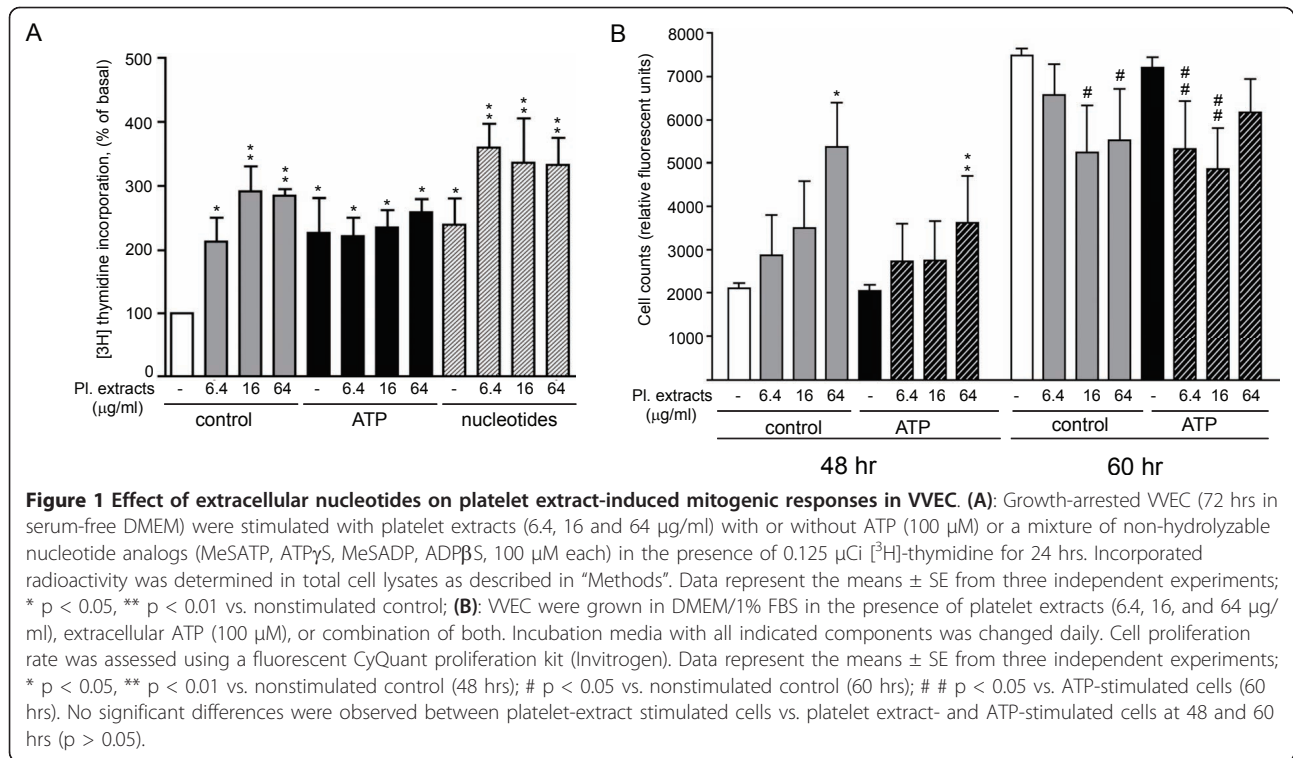 A
B
[3H] thymidine incorporation, (% of basal)
500
400
300
200
100
0
* ** ** * * * * * ** ** **
Pl. extracts
(µg/ml)
- 6.4 16 64 - 6.4 16 64 - 6.4 16 64
control ATP nucleotides
Cell counts (relative fluorescent units)
8000
7000
6000
5000
4000
3000
2000
1000
* ** # # ## ##
Pl. extracts
(µg/ml)
- 6.4 16 64 - 6.4 16 64 - 6.4 16 64 - 6.4 16 64
control ATP control ATP
48 hr 60 hr
Figure 1 Effect of extracellular nucleotides on platelet extract-induced mitogenic responses in VVEC. (A): Growth-arrested VVEC (72 hrs in
serum-free DMEM) were stimulated with platelet extracts (6.4, 16 and 64 µg/ml) with or without ATP (100 µM) or a mixture of non-hydrolyzable
nucleotide analogs (MeSATP, ATPγS, MeSADP, ADPβS, 100 µM each) in the presence of 0.125 µCi [³H]-thymidine for 24 hrs. Incorporated
radioactivity was determined in total cell lysates as described in “Methods”. Data represent the means ± SE from three independent experiments;
* p < 0.05, ** p < 0.01 vs. nonstimulated control; (B): VVEC were grown in DMEM/1% FBS in the presence of platelet extracts (6.4, 16, and 64 µg/
ml), extracellular ATP (100 µM), or combination of both. Incubation media with all indicated components was changed daily. Cell proliferation
rate was assessed using a fluorescent CyQuant proliferation kit (Invitrogen). Data represent the means ± SE from three independent experiments;
* p < 0.05, ** p < 0.01 vs. nonstimulated control (48 hrs); # p < 0.05 vs. nonstimulated control (60 hrs); # # p < 0.05 vs. ATP-stimulated cells (60
hrs). No significant differences were observed between platelet-extract stimulated cells vs. platelet extract- and ATP-stimulated cells at 48 and 60
hrs (p > 0.05).